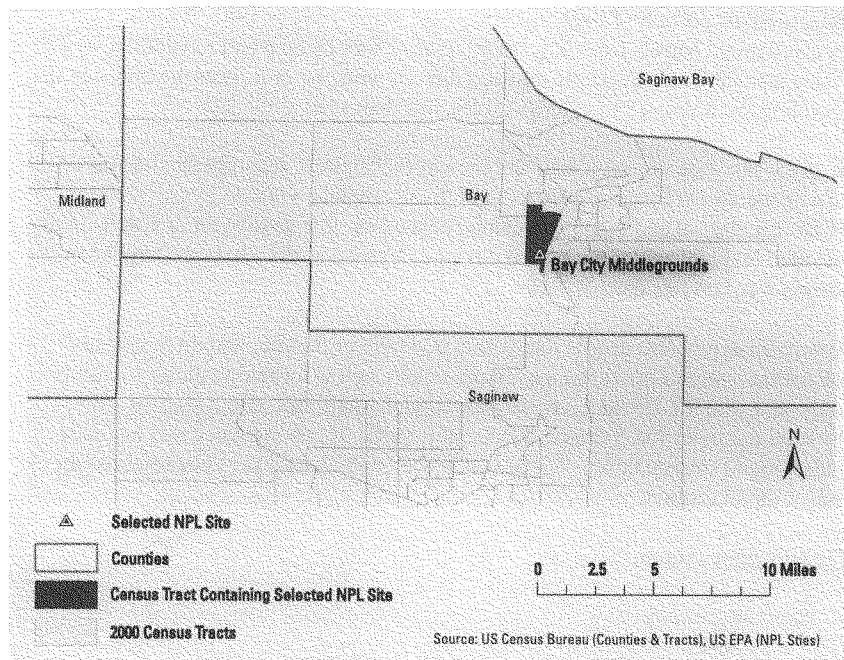 Saginaw Bay
Midland
Bay
Bay City Middlegrounds
Saginaw
N
Selected NPL Site
Counties
Census Tract Containing Selected NPL Site
2000 Census Tracts
0 2.5 5 10 Miles
Source: US Census Bureau (Counties & Tracts), US EPA (NPL Sties)